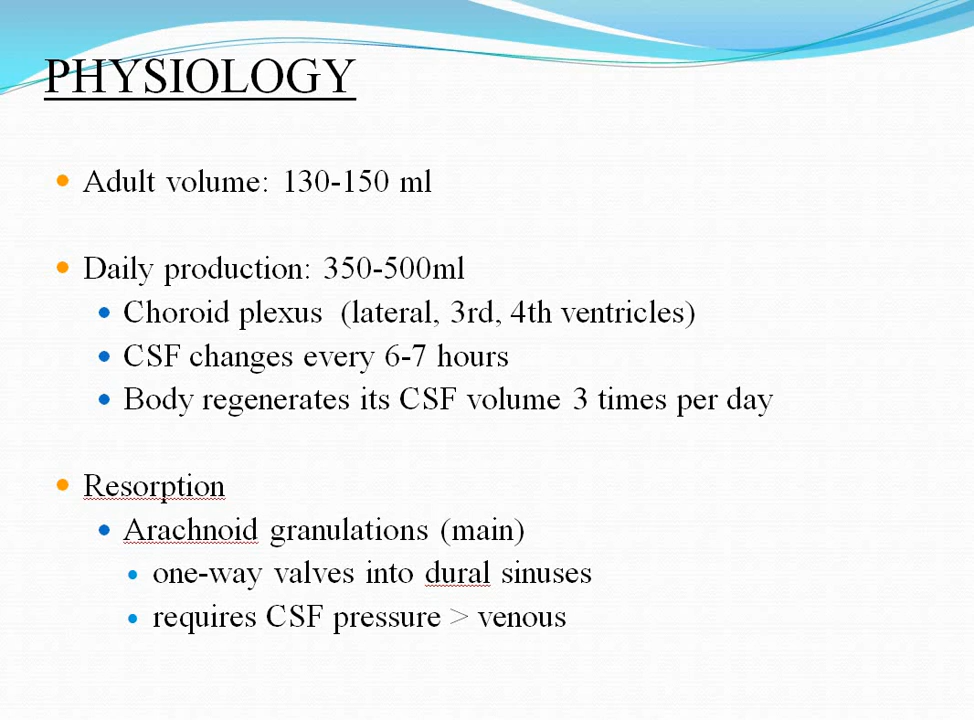 PHYSIOLOGY
Adult volume: 130-150 ml
Daily production: 350-500ml
Choroid plexus (lateral, 3rd, 4th ventricles)
CSF changes every 6-7 hours
Body regenerates its CSF volume 3 times per day
Resorption
Arachnoid granulations (main)
one-way valves into dural sinuses
requires CSF pressure > venous